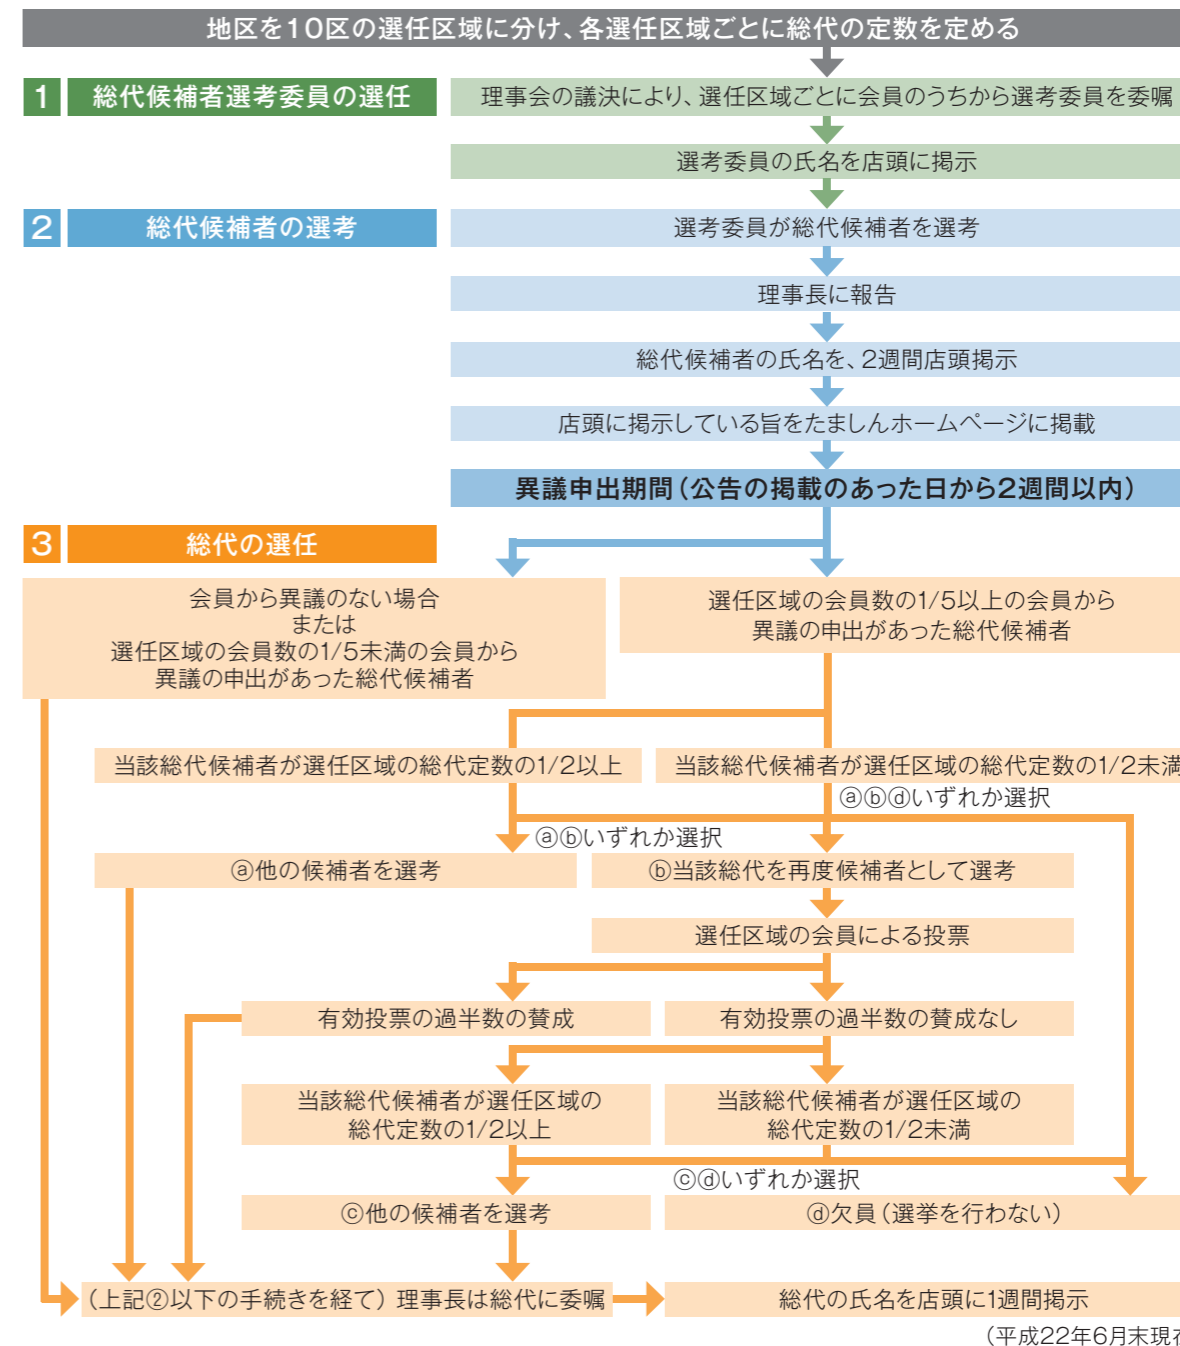 地区を10区の選任区域に分け、各選任区域ごとに総代の定数を定める
1 総代候補者選考委員の選任
理事会の議決により、選任区域ごとに会員のうちから選考委員を委嘱
選考委員の氏名を店頭に掲示
2 総代候補者の選考
選考委員が総代候補者を選考
理事長に報告
総代候補者の氏名を、2週間店頭掲示
店頭に掲示している旨をたましんホームページに掲載
異議申出期間（公告の掲載のあった日から2週間以内）
3 総代の選任
会員から異議のない場合
または
選任区域の会員数の1/5未満の会員から
異議の申出があった総代候補者
選任区域の会員数の1/5以上の会員から
異議の申出があった総代候補者
当該総代候補者が選任区域の総代定数の1/2以上
当該総代候補者が選任区域の総代定数の1/2未満
ⓐⓑⓓいずれか選択
ⓐⓑいずれか選択
ⓐ他の候補者を選考
ⓑ当該総代を再度候補者として選考
選任区域の会員による投票
有効投票の過半数の賛成
有効投票の過半数の賛成なし
当該総代候補者が選任区域の
総代定数の1/2以上
当該総代候補者が選任区域の
総代定数の1/2未満
ⓒⓓいずれか選択
ⓒ他の候補者を選考
ⓓ欠員（選挙を行わない）
（上記②以下の手続きを経て）理事長は総代に委嘱
総代の氏名を店頭に1週間掲示
（平成22年6月末現在